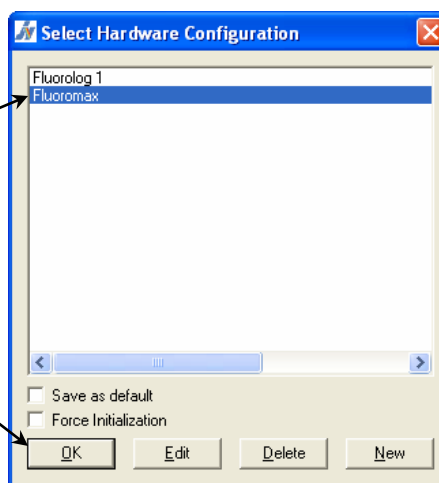 Select Hardware Configuration
Fluorolog 1
Fluoromax
Save as default
Force Initialization
OK Edit Delete New